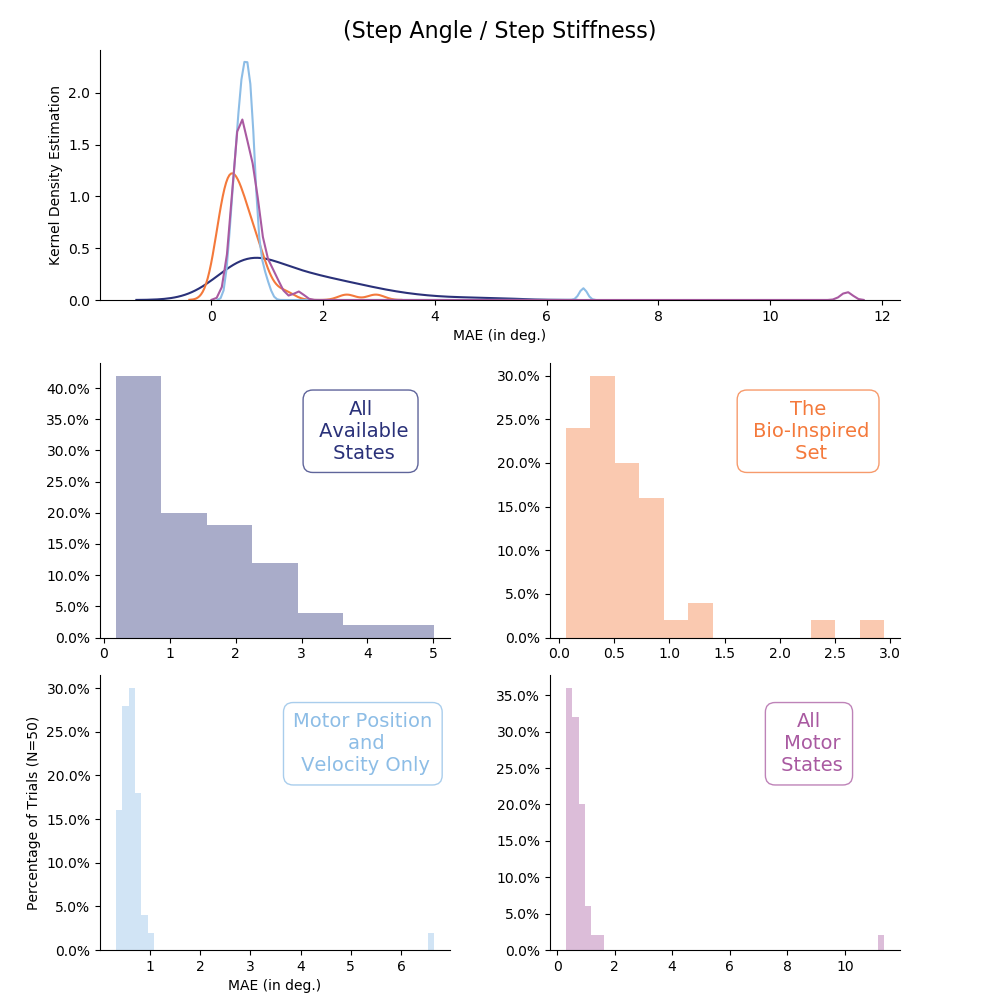 (Step Angle / Step Stiffness)
Kernel Density Estimation
2.0
1.5
1.0
0.5
0.0
0 2 4 6 8 10 12
MAE (in deg.)
40.0%
35.0%
30.0%
25.0%
20.0%
15.0%
10.0%
5.0%
0.0%
0 1 2 3 4 5
All
Available
States
30.0%
25.0%
20.0%
15.0%
10.0%
5.0%
0.0%
0.0 0.5 1.0 1.5 2.0 2.5 3.0
The
Bio-Inspired
Set
Percentage of Trials (N=50)
30.0%
25.0%
20.0%
15.0%
10.0%
5.0%
0.0%
1 2 3 4 5 6
MAE (in deg.)
Motor Position
and
Velocity Only
35.0%
30.0%
25.0%
20.0%
15.0%
10.0%
5.0%
0.0%
0 2 4 6 8 10
All
Motor
States